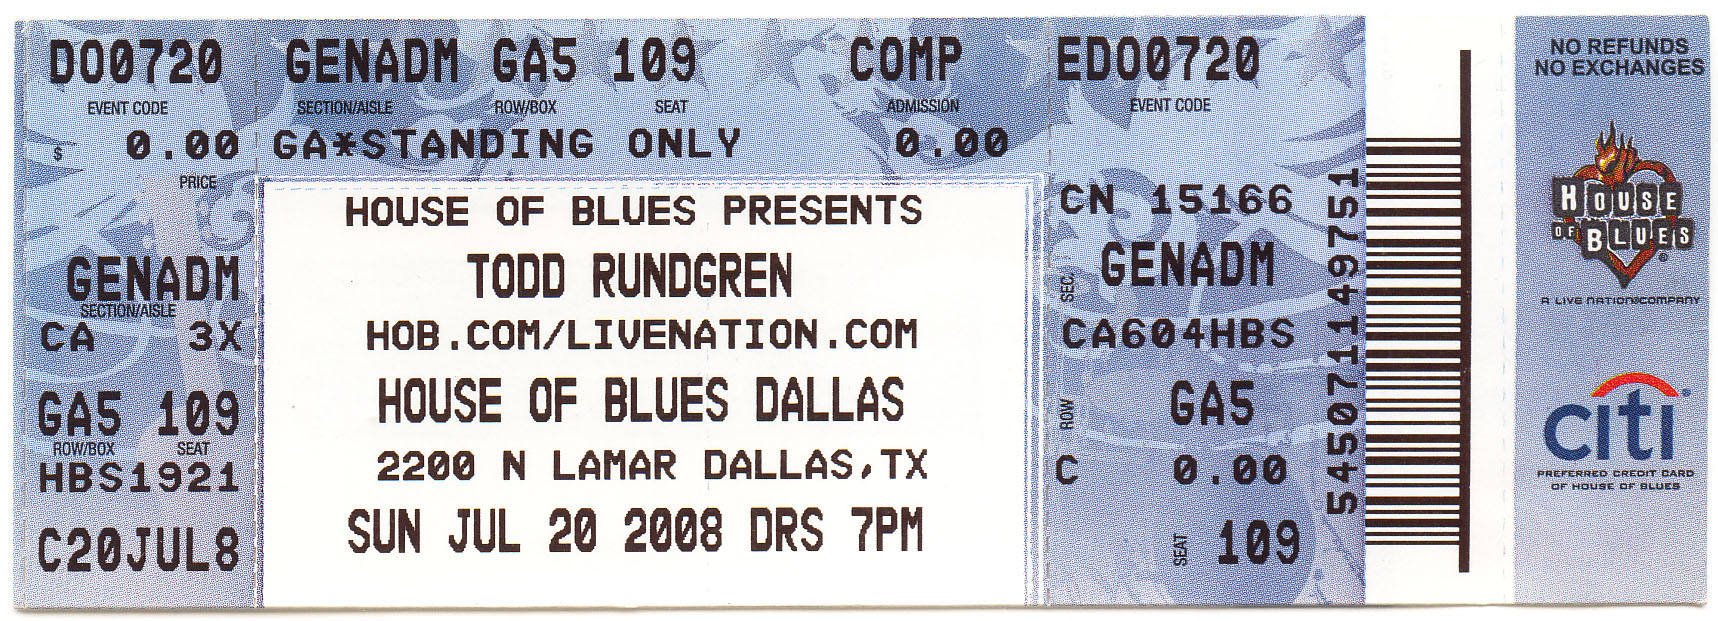 DO0720 GENADM GA5 109 COMP EDO0720
EVENT CODE SECTION/AISLE ROW/BOX SEAT ADMISSION EVENT CODE
$ 0.00 GA*STANDING ONLY 0.00
PRICE
GENADM
SECTION/AISLE
CA 3X
GA5 109
ROW/BOX SEAT
HBS1921
C20JUL8
HOUSE OF BLUES PRESENTS
TODD RUNDGREN
HOB.COM/LIVENATION.COM
HOUSE OF BLUES DALLAS
2200 N LAMAR DALLAS,TX
SUN JUL 20 2008 DRS 7PM
CN 15166
SEC. GENADM
CA604HBS
ROW GA5
C 0.00
SEAT 109
5450711149751
NO REFUNDS
NO EXCHANGES
HOUSE
OF BLUES®
A LIVE NATION COMPANY
citi®
PREFERRED CREDIT CARD
OF HOUSE OF BLUES